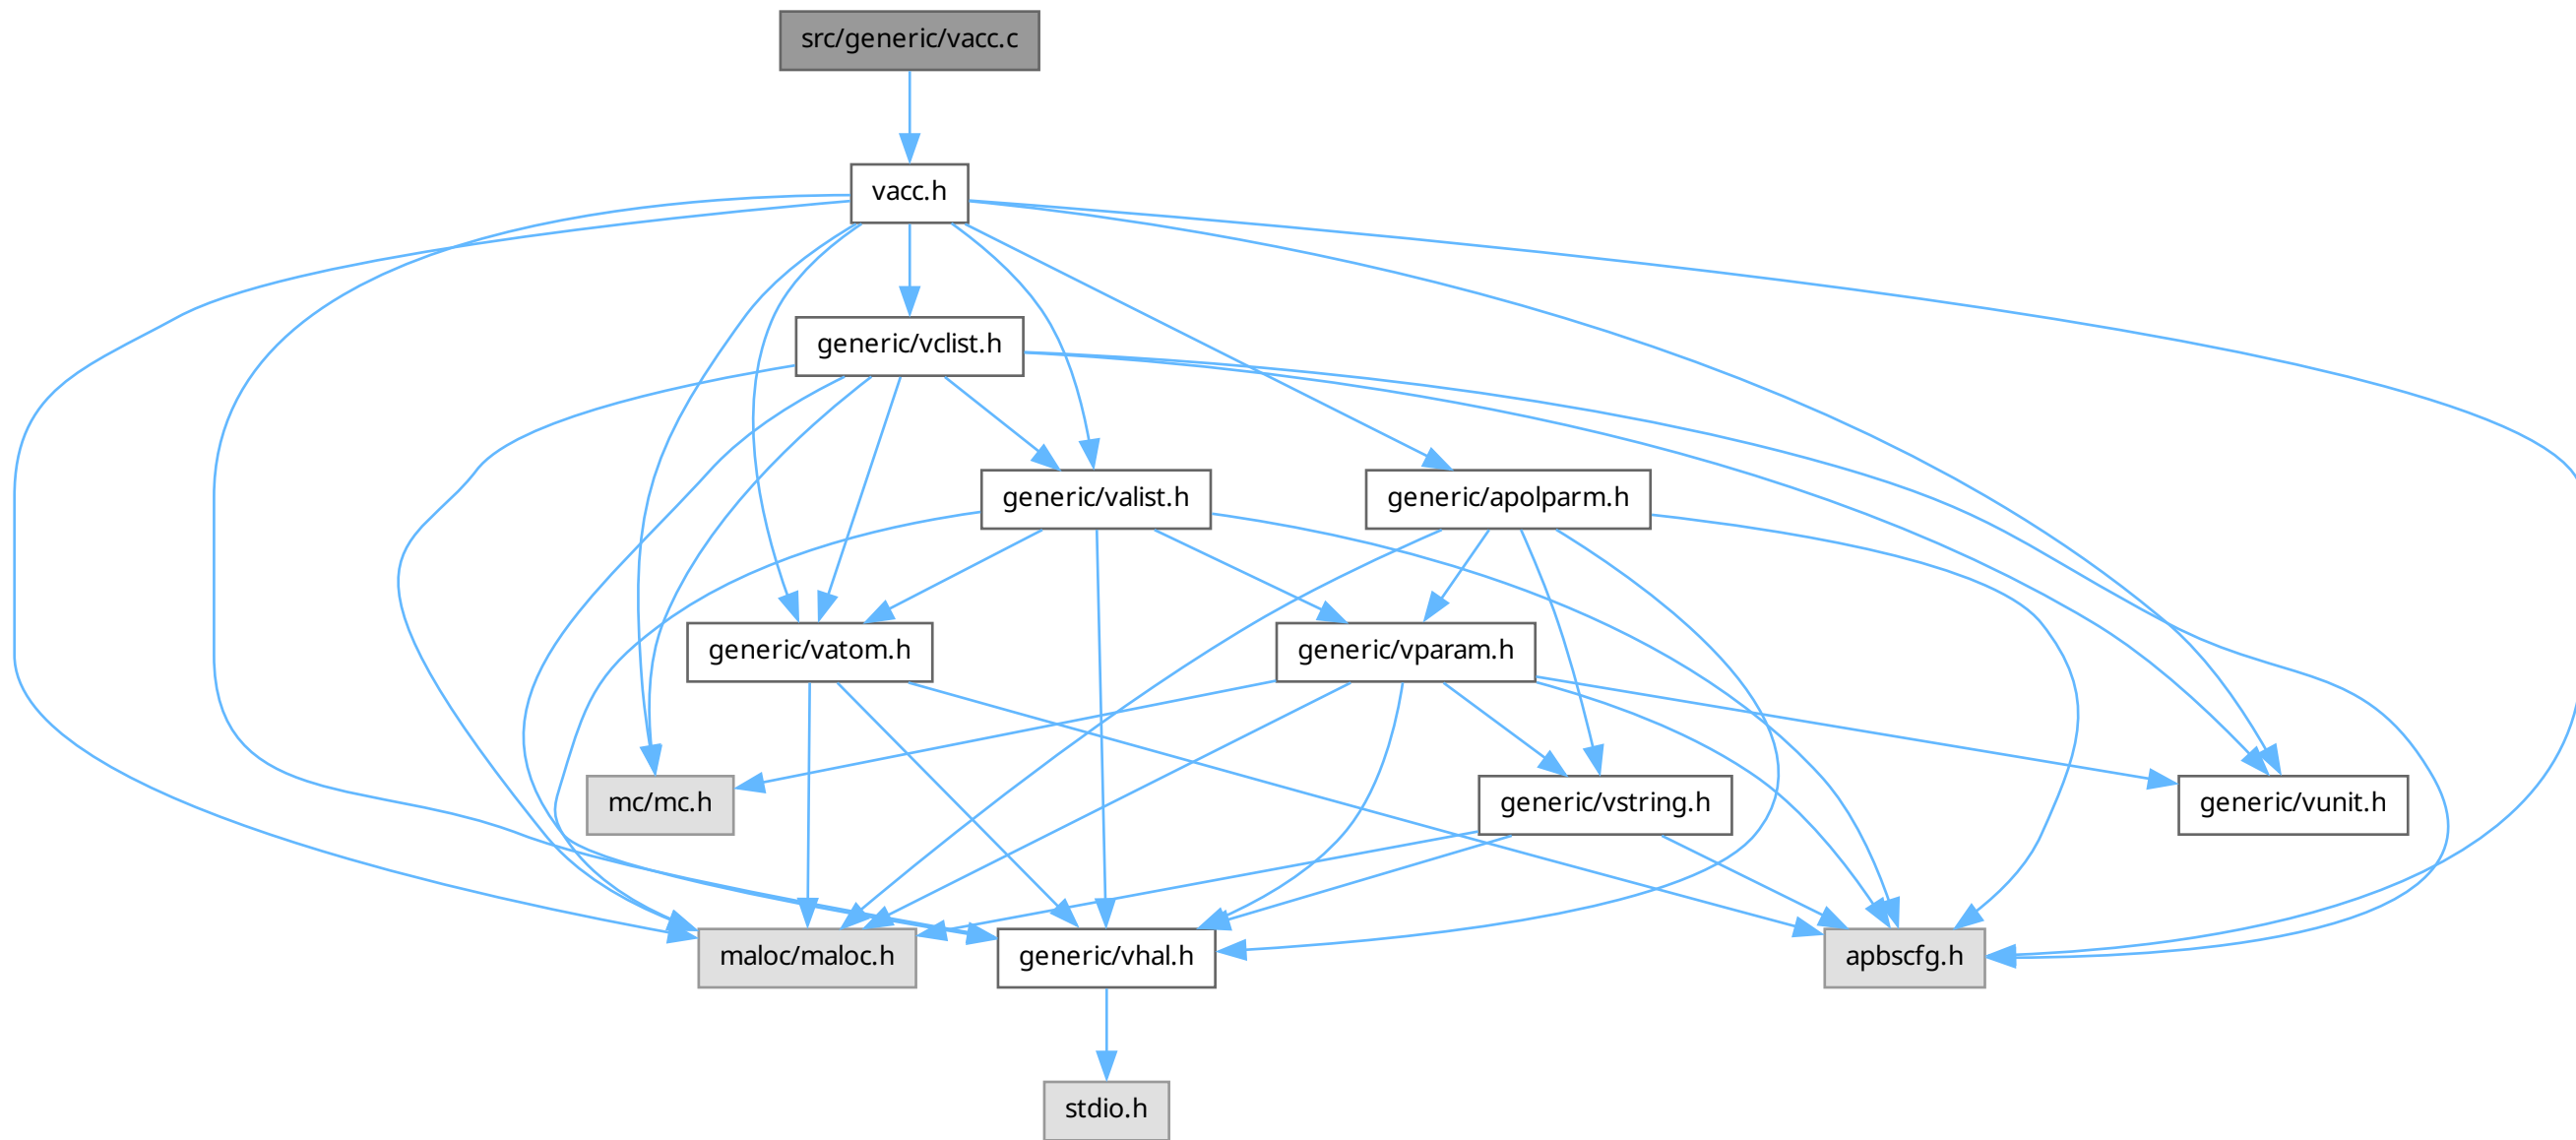 src/generic/vacc.c
vacc.h
generic/vclist.h
generic/valist.h
generic/apolparm.h
generic/vatom.h
generic/vparam.h
mc/mc.h
generic/vstring.h
generic/vunit.h
maloc/maloc.h
generic/vhal.h
apbscfg.h
stdio.h